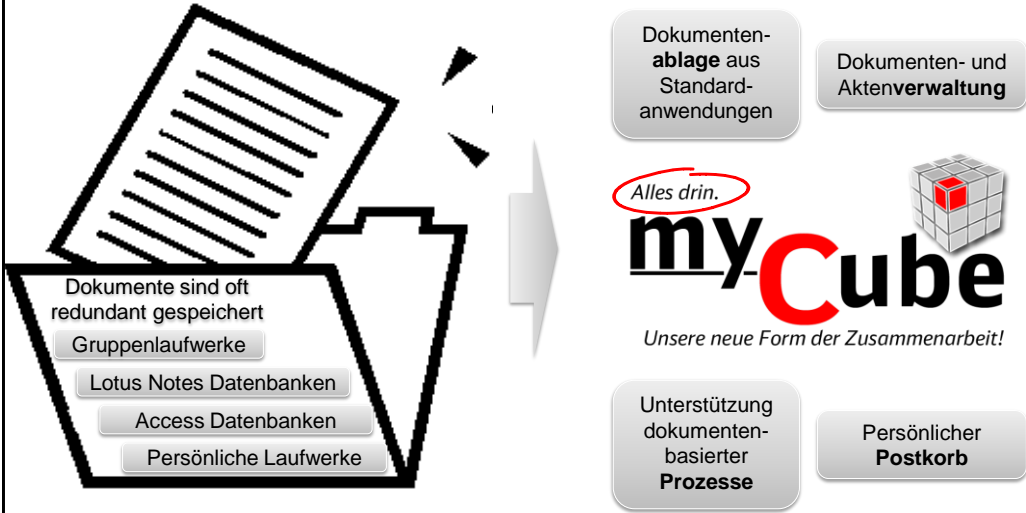 Dokumente sind oft
redundant gespeichert
Gruppenlaufwerke
Lotus Notes Datenbanken
Access Datenbanken
Persönliche Laufwerke
Dokumenten-
ablage aus
Standard-
anwendungen
Dokumenten- und
Aktenverwaltung
Alles drin.
myCube
Unsere neue Form der Zusammenarbeit!
Unterstützung
dokumenten-
basierter
Prozesse
Persönlicher
Postkorb